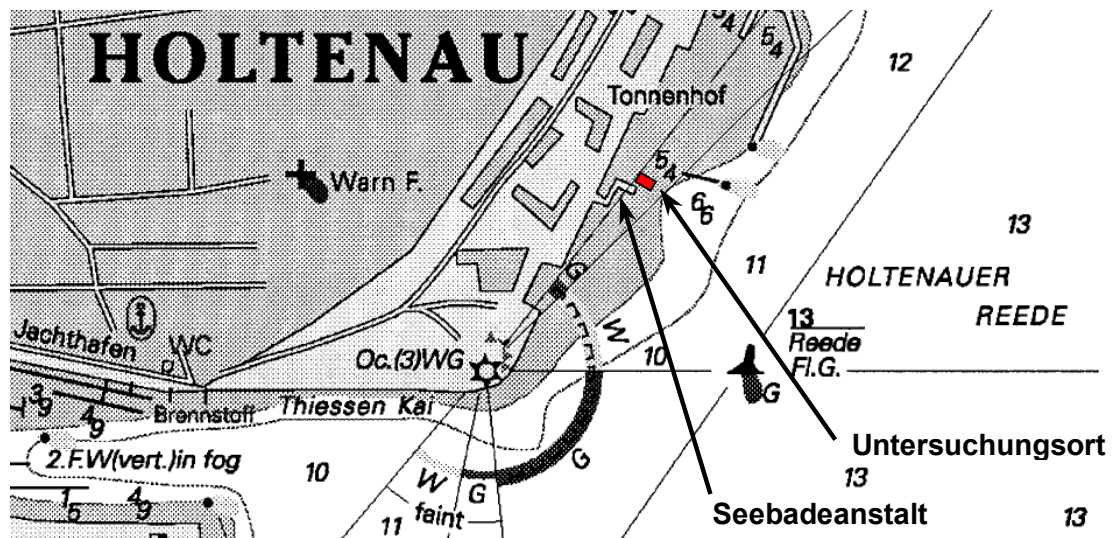 HOLTENAU
Tonnenhof
Warn F.
12
13
11
HOLTENAUER
REEDE
13
Reede
Fl.G.
G
G
W
10
Oc.(3)WG
Jachthafen
WC
Brennstoff
Thiessen Kai
2.F.W(vert.)in fog
10
W
G
G
faint
11
Untersuchungsort
13
Seebadeanstalt
13
5₄
5₄
5₄
6₆
3₉
4₉
1₅
4₉